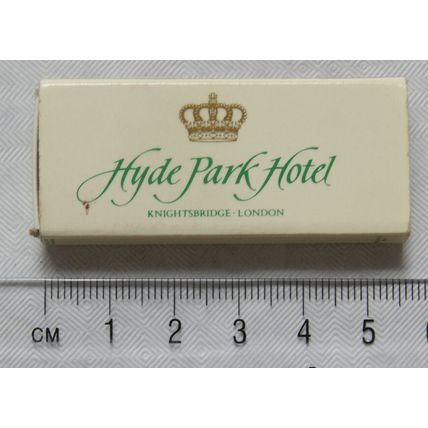 Hyde Park Hotel
KNIGHTSBRIDGE · LONDON
CM 1 2 3 4 5